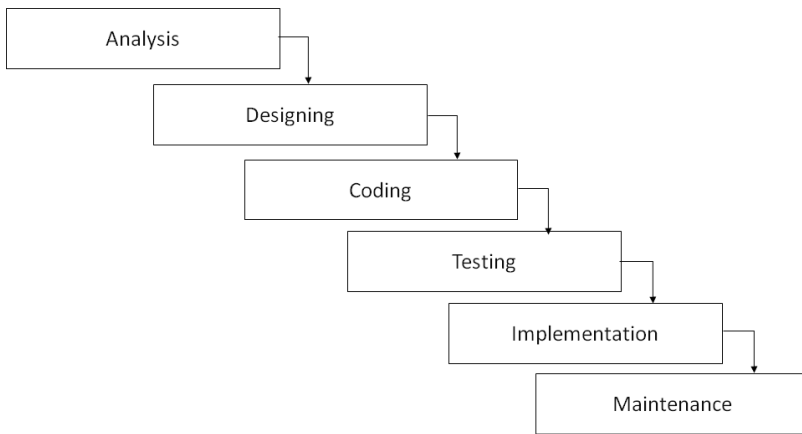 Analysis
Designing
Coding
Testing
Implementation
Maintenance